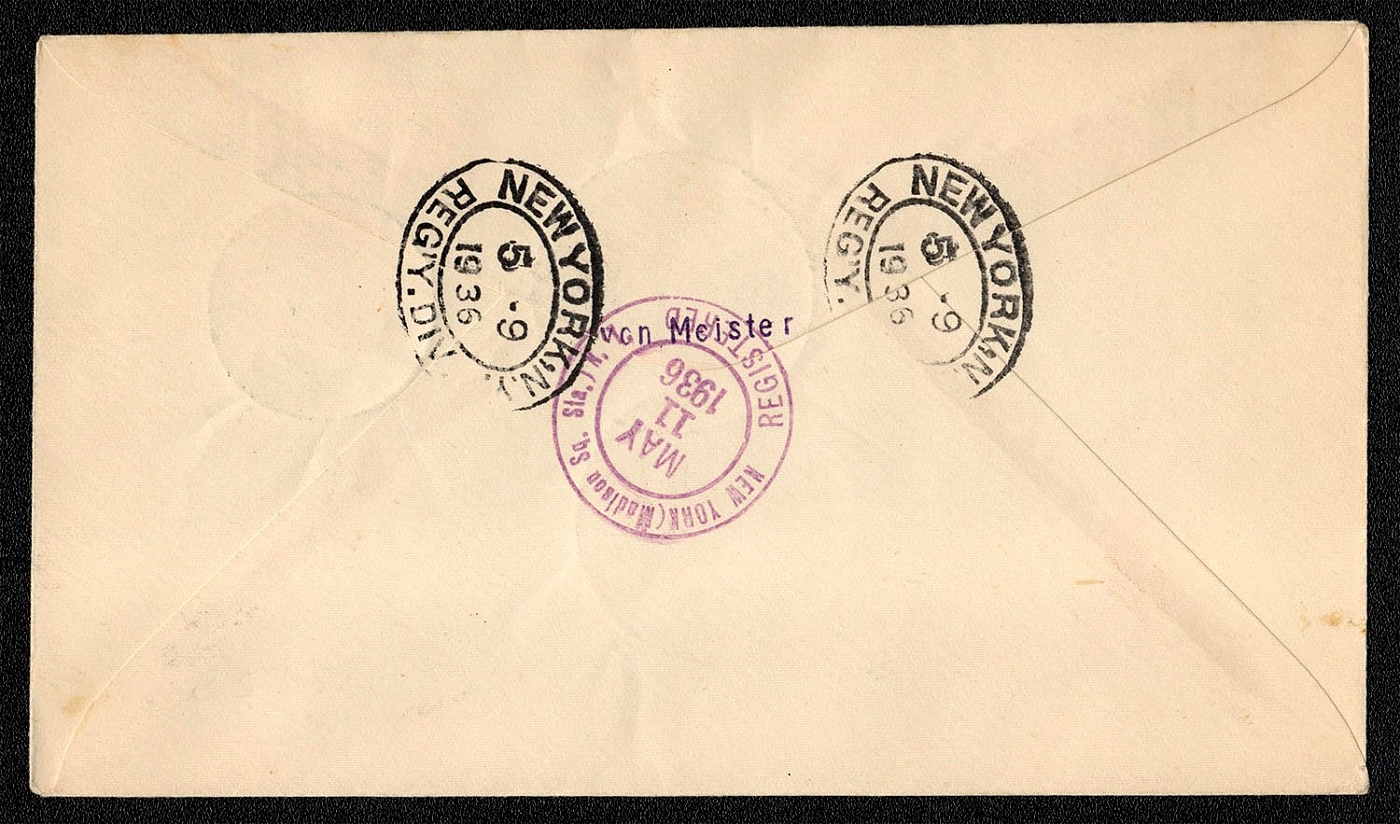 NEW YORK, N.Y.
REG'Y. DIV.
5 - 9
1936
NEW YORK, N.
REG'Y.
5 - 9
1936
von Meister
REGISTERED
NEW YORK (Madison Sq. Sta.) N.Y.
MAY
11
1936